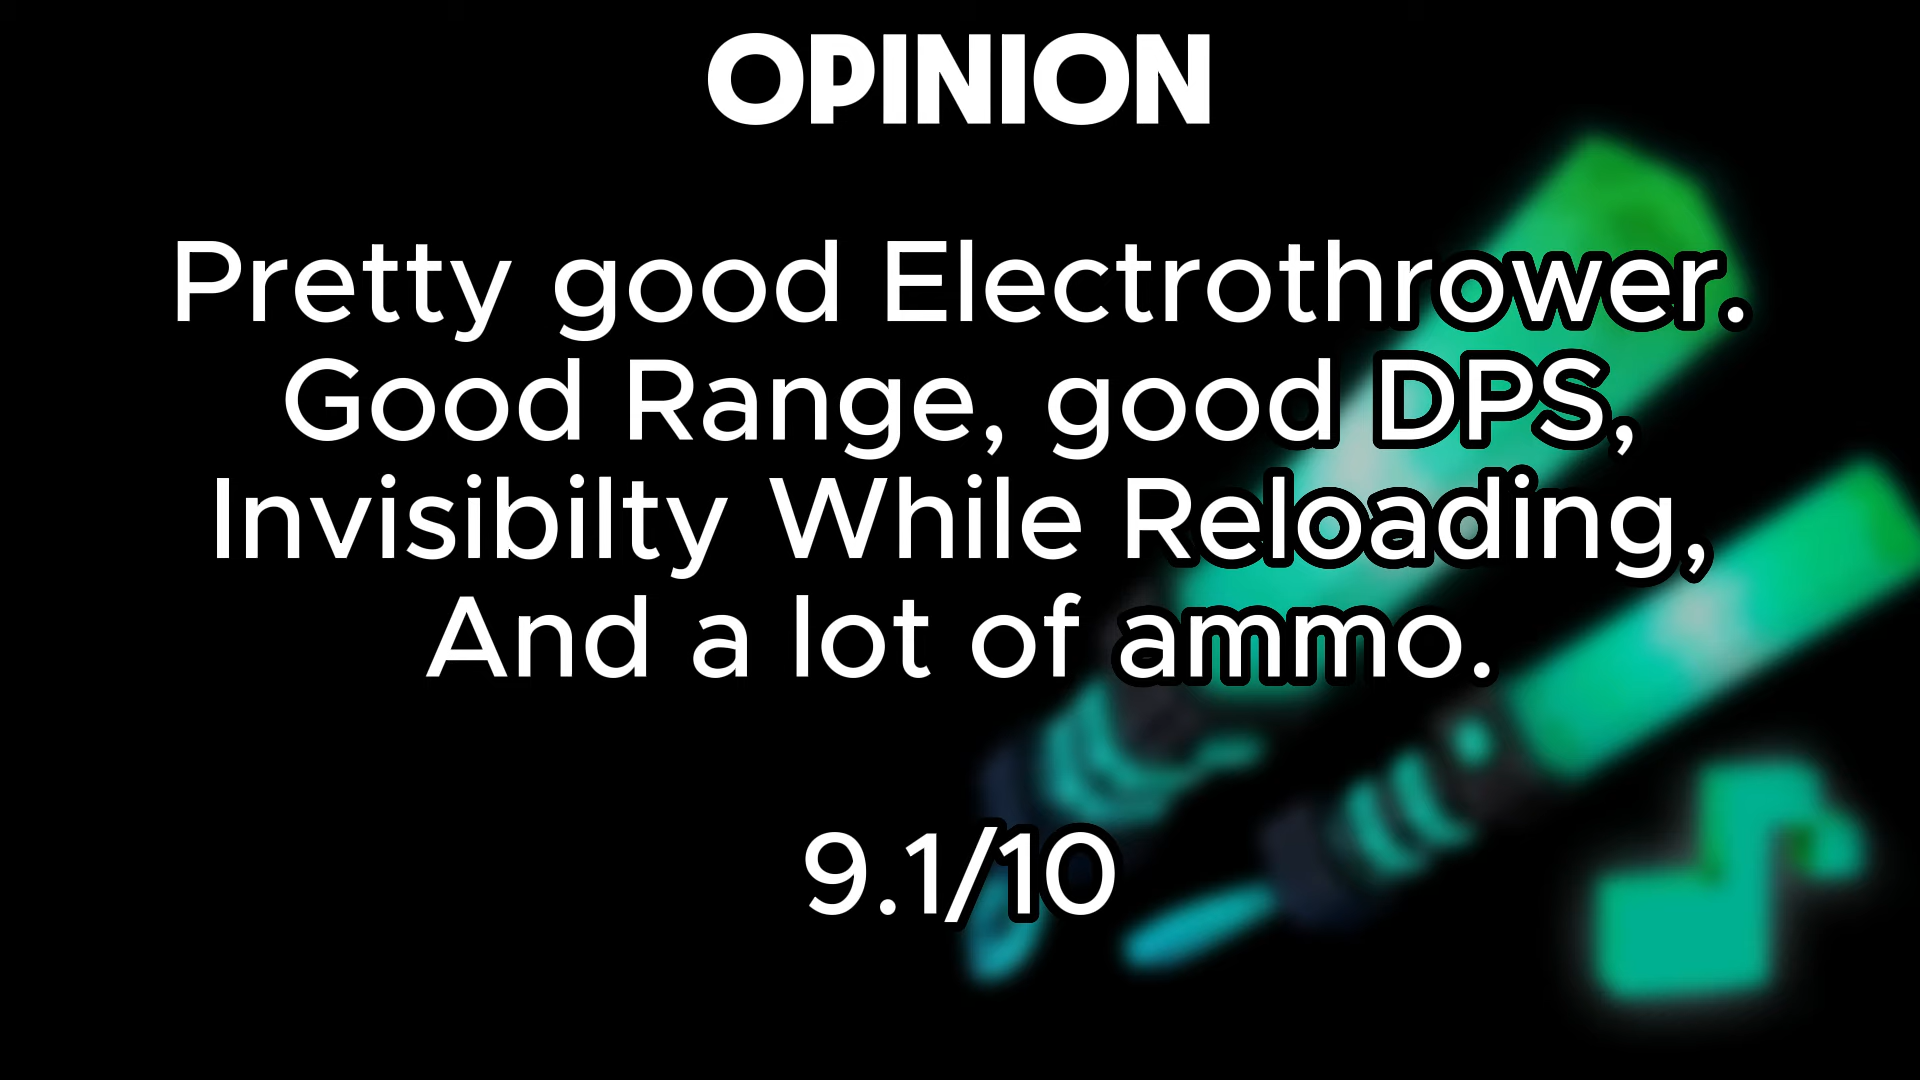 OPINION
Pretty good Electrothrower.
Good Range, good DPS,
Invisibilty While Reloading,
And a lot of ammo.
9.1/10